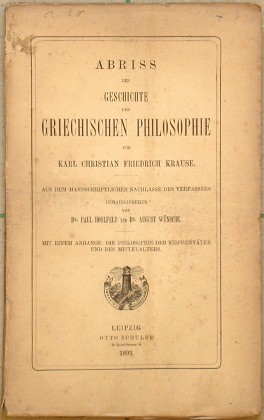 ABRISS
DER
GESCHICHTE
DER
GRIECHISCHEN PHILOSOPHIE
VON
KARL CHRISTIAN FRIEDRICH KRAUSE.
AUS DEM HANDSCHRIFTLICHEN NACHLASSE DES VERFASSERS
HERAUSGEGEBEN
VON
DR. PAUL HOHLFELD UND DR. AUGUST WÜNSCHE.
MIT EINEM ANHANGE: DIE PHILOSOPHIE DER KIRCHENVÄTER
UND DES MITTELALTERS.
LEIPZIG
OTTO SCHULZE
1893.